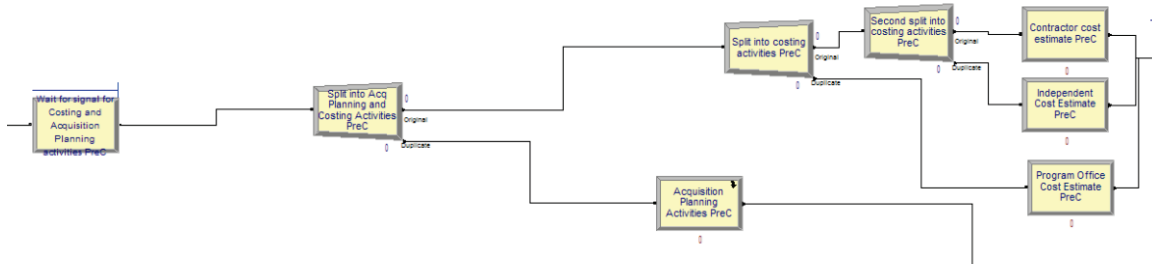 Wait for signal for
Costing and
Acquisition
Planning
activities PreC
Split into Acq
Planning and
Costing Activities
PreC
0
Original
0
Duplicate
Split into costing
activities PreC
0
Original
0
Duplicate
Second split into
costing activities
PreC
0
Original
0
Duplicate
Contractor cost
estimate PreC
0
Independent
Cost Estimate
PreC
0
Program Office
Cost Estimate
PreC
0
Acquisition
Planning
Activities PreC
0